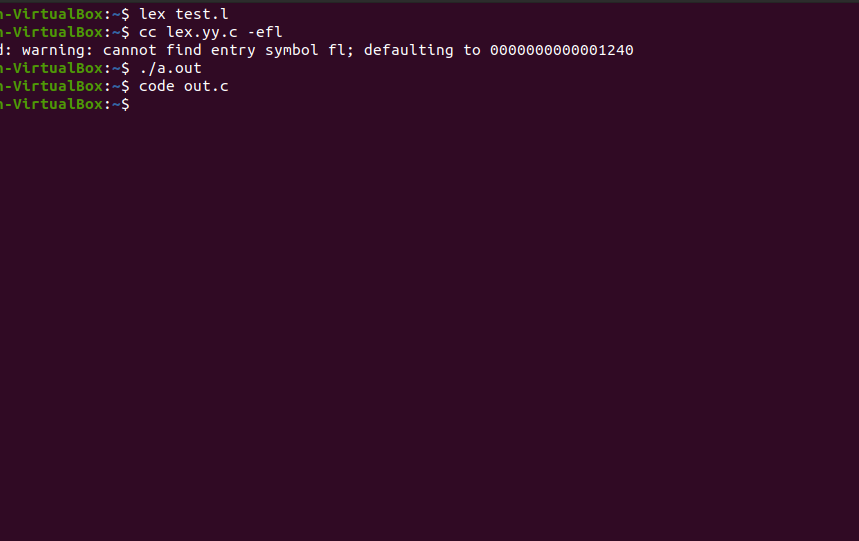 -VirtualBox:~$ lex test.l
-VirtualBox:~$ cc lex.yy.c -efl
: warning: cannot find entry symbol fl; defaulting to 0000000000001240
-VirtualBox:~$ ./a.out
-VirtualBox:~$ code out.c
-VirtualBox:~$